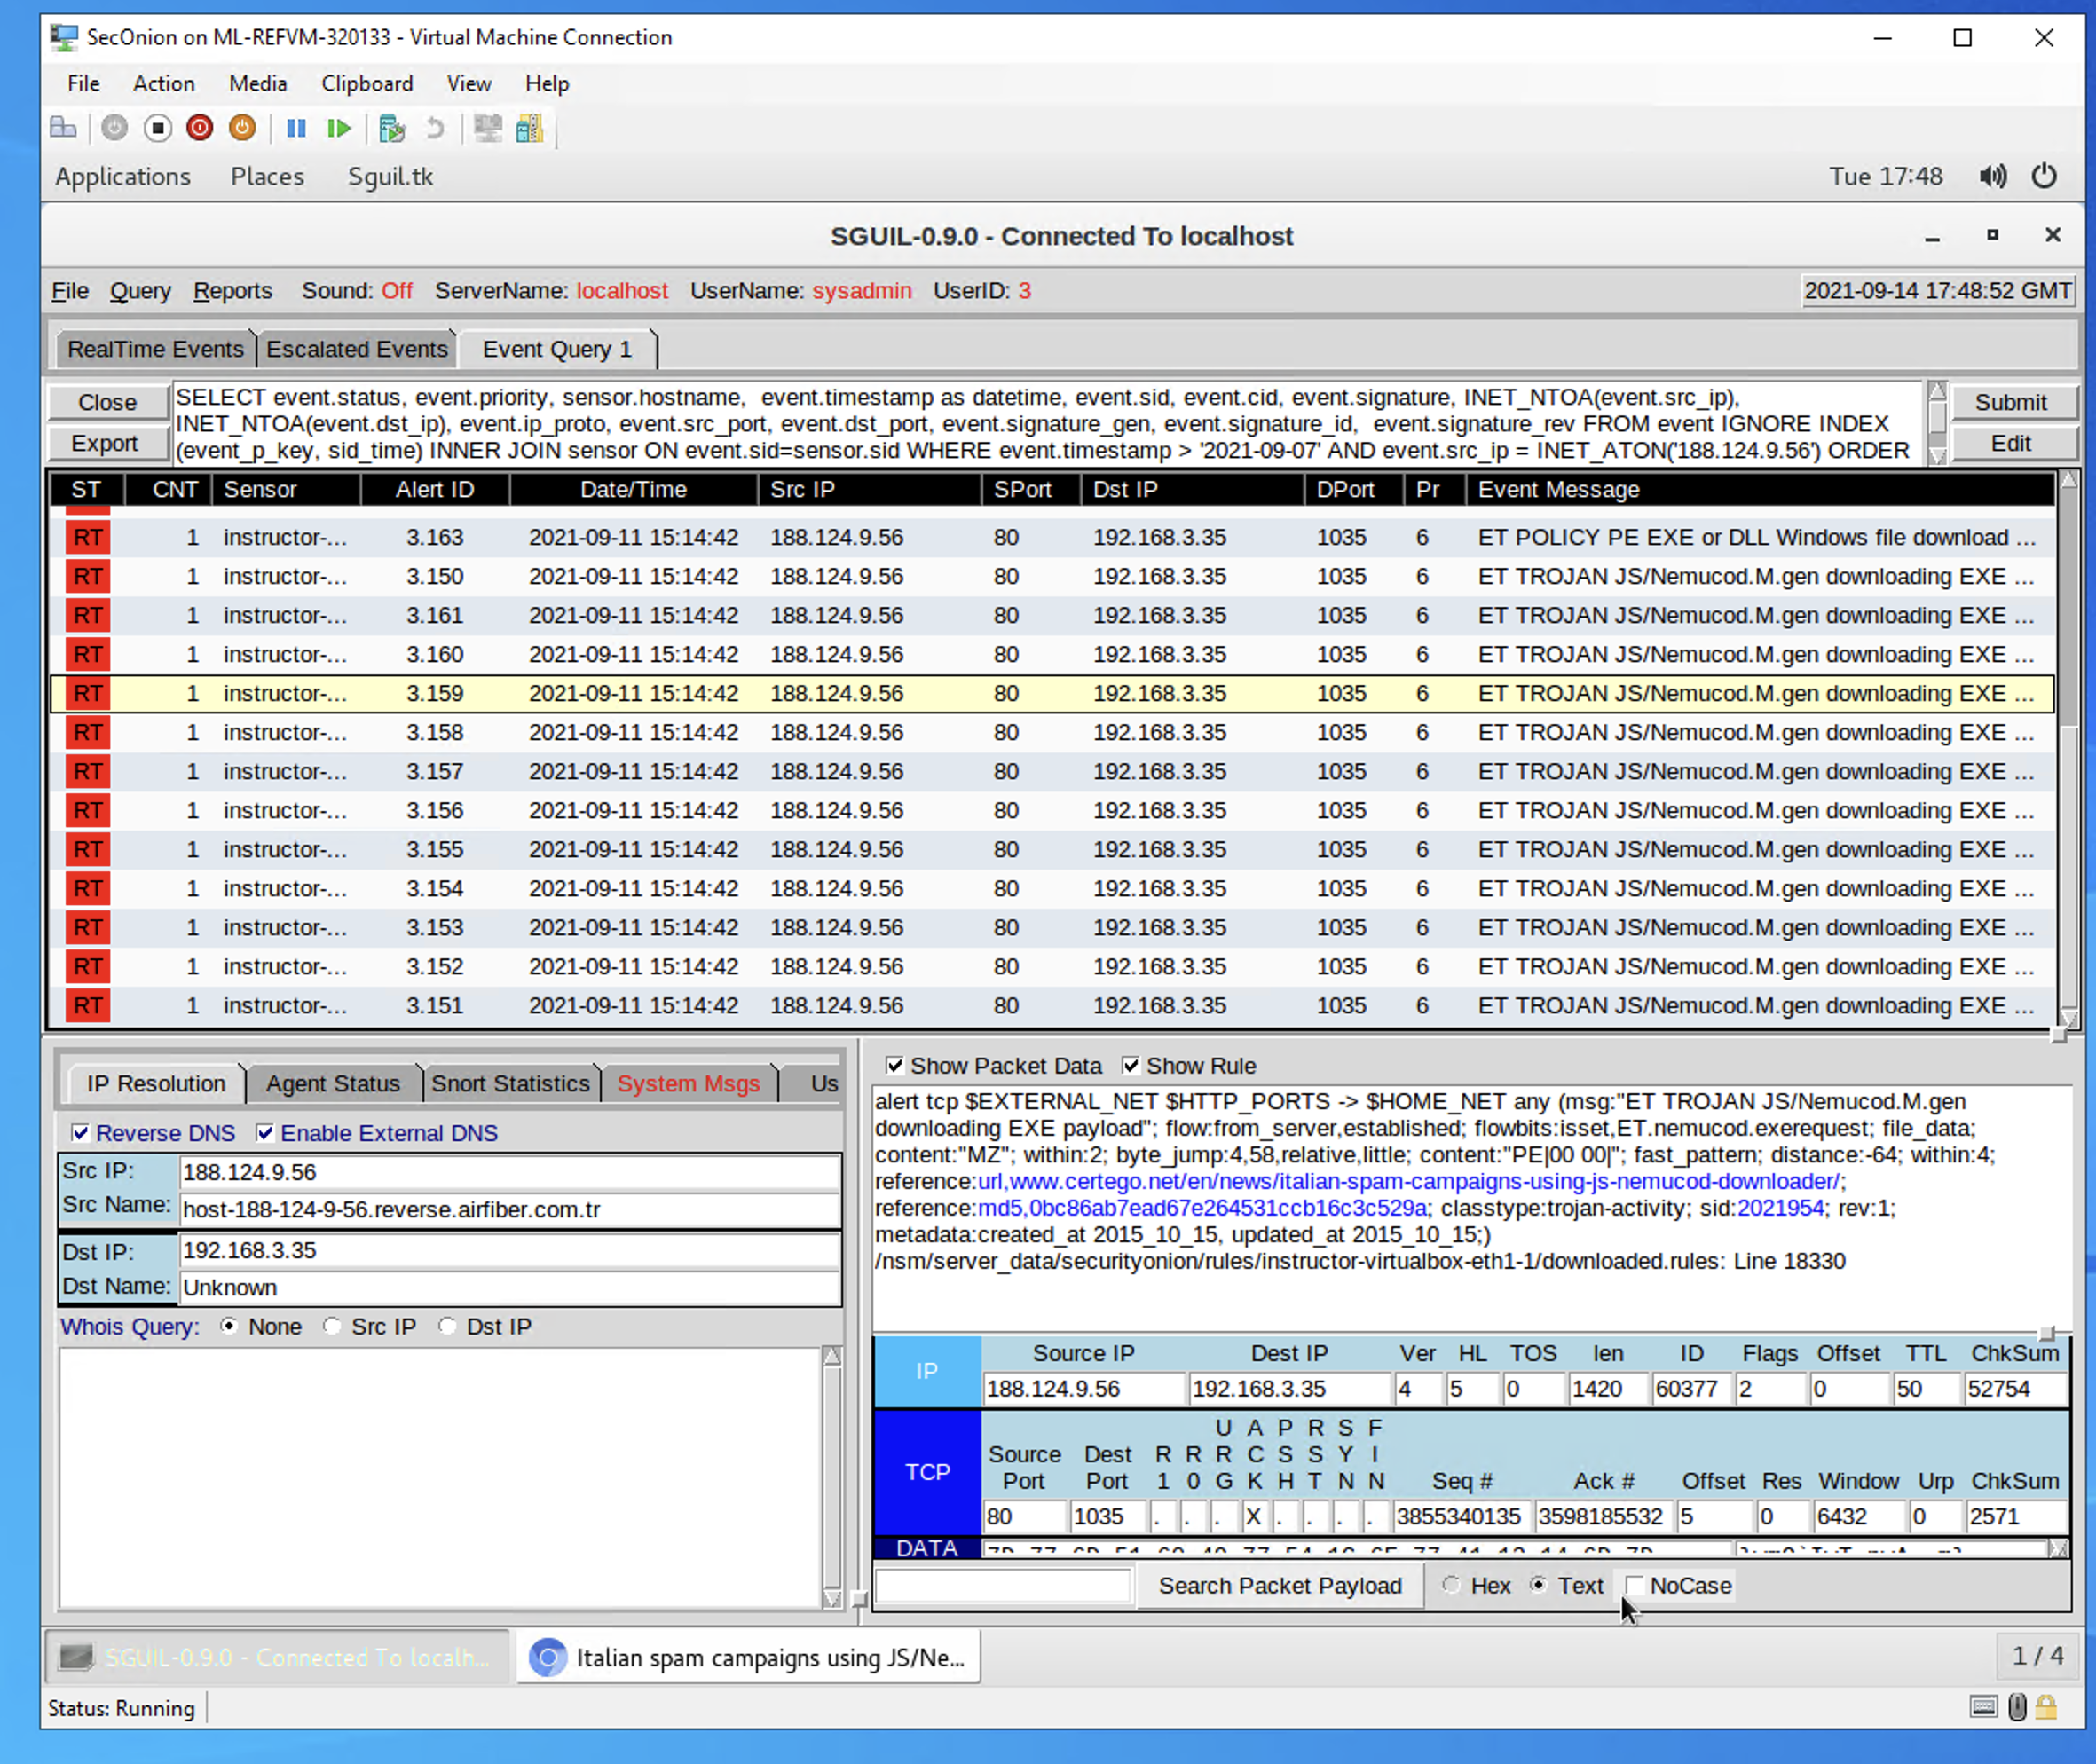 SecOnion on ML-REFVM-320133 - Virtual Machine Connection
File Action Media Clipboard View Help
Applications Places Sguil.tk Tue 17:48
SGUIL-0.9.0 - Connected To localhost
File Query Reports Sound: Off ServerName: localhost UserName: sysadmin UserID: 3 2021-09-14 17:48:52 GMT
RealTime Events Escalated Events Event Query 1
Close
Export
SELECT event.status, event.priority, sensor.hostname, event.timestamp as datetime, event.sid, event.cid, event.signature, INET_NTOA(event.src_ip),
INET_NTOA(event.dst_ip), event.ip_proto, event.src_port, event.dst_port, event.signature_gen, event.signature_id, event.signature_rev FROM event IGNORE INDEX
(event_p_key, sid_time) INNER JOIN sensor ON event.sid=sensor.sid WHERE event.timestamp > '2021-09-07' AND event.src_ip = INET_ATON('188.124.9.56') ORDER
Submit
Edit
ST CNT Sensor Alert ID Date/Time Src IP SPort Dst IP DPort Pr Event Message
RT 1 instructor-... 3.163 2021-09-11 15:14:42 188.124.9.56 80 192.168.3.35 1035 6 ET POLICY PE EXE or DLL Windows file download ...
RT 1 instructor-... 3.150 2021-09-11 15:14:42 188.124.9.56 80 192.168.3.35 1035 6 ET TROJAN JS/Nemucod.M.gen downloading EXE ...
RT 1 instructor-... 3.161 2021-09-11 15:14:42 188.124.9.56 80 192.168.3.35 1035 6 ET TROJAN JS/Nemucod.M.gen downloading EXE ...
RT 1 instructor-... 3.160 2021-09-11 15:14:42 188.124.9.56 80 192.168.3.35 1035 6 ET TROJAN JS/Nemucod.M.gen downloading EXE ...
RT 1 instructor-... 3.159 2021-09-11 15:14:42 188.124.9.56 80 192.168.3.35 1035 6 ET TROJAN JS/Nemucod.M.gen downloading EXE ...
RT 1 instructor-... 3.158 2021-09-11 15:14:42 188.124.9.56 80 192.168.3.35 1035 6 ET TROJAN JS/Nemucod.M.gen downloading EXE ...
RT 1 instructor-... 3.157 2021-09-11 15:14:42 188.124.9.56 80 192.168.3.35 1035 6 ET TROJAN JS/Nemucod.M.gen downloading EXE ...
RT 1 instructor-... 3.156 2021-09-11 15:14:42 188.124.9.56 80 192.168.3.35 1035 6 ET TROJAN JS/Nemucod.M.gen downloading EXE ...
RT 1 instructor-... 3.155 2021-09-11 15:14:42 188.124.9.56 80 192.168.3.35 1035 6 ET TROJAN JS/Nemucod.M.gen downloading EXE ...
RT 1 instructor-... 3.154 2021-09-11 15:14:42 188.124.9.56 80 192.168.3.35 1035 6 ET TROJAN JS/Nemucod.M.gen downloading EXE ...
RT 1 instructor-... 3.153 2021-09-11 15:14:42 188.124.9.56 80 192.168.3.35 1035 6 ET TROJAN JS/Nemucod.M.gen downloading EXE ...
RT 1 instructor-... 3.152 2021-09-11 15:14:42 188.124.9.56 80 192.168.3.35 1035 6 ET TROJAN JS/Nemucod.M.gen downloading EXE ...
RT 1 instructor-... 3.151 2021-09-11 15:14:42 188.124.9.56 80 192.168.3.35 1035 6 ET TROJAN JS/Nemucod.M.gen downloading EXE ...
IP Resolution Agent Status Snort Statistics System Msgs Us
Reverse DNS Enable External DNS
Src IP: 188.124.9.56
Src Name: host-188-124-9-56.reverse.airfiber.com.tr
Dst IP: 192.168.3.35
Dst Name: Unknown
Whois Query: None Src IP Dst IP
Show Packet Data Show Rule
alert tcp $EXTERNAL_NET $HTTP_PORTS -> $HOME_NET any (msg:"ET TROJAN JS/Nemucod.M.gen
downloading EXE payload"; flow:from_server,established; flowbits:isset,ET.nemucod.exerequest; file_data;
content:"MZ"; within:2; byte_jump:4,58,relative,little; content:"PE|00 00|"; fast_pattern; distance:-64; within:4;
reference:url,www.certego.net/en/news/italian-spam-campaigns-using-js-nemucod-downloader/;
reference:md5,0bc86ab7ead67e264531ccb16c3c529a; classtype:trojan-activity; sid:2021954; rev:1;
metadata:created_at 2015_10_15, updated_at 2015_10_15;)
/nsm/server_data/securityonion/rules/instructor-virtualbox-eth1-1/downloaded.rules: Line 18330
IP Source IP Dest IP Ver HL TOS len ID Flags Offset TTL ChkSum
188.124.9.56 192.168.3.35 4 5 0 1420 60377 2 0 50 52754
TCP Source Port Dest Port R1 R0 URG ACK PSH RST SYN FIN Seq # Ack # Offset Res Window Urp ChkSum
80 1035 . . . X . . . . 3855340135 3598185532 5 0 6432 0 2571
DATA
Search Packet Payload Hex Text NoCase
SGUIL-0.9.0 - Connected To localh...
Italian spam campaigns using JS/Ne...
1 / 4
Status: Running